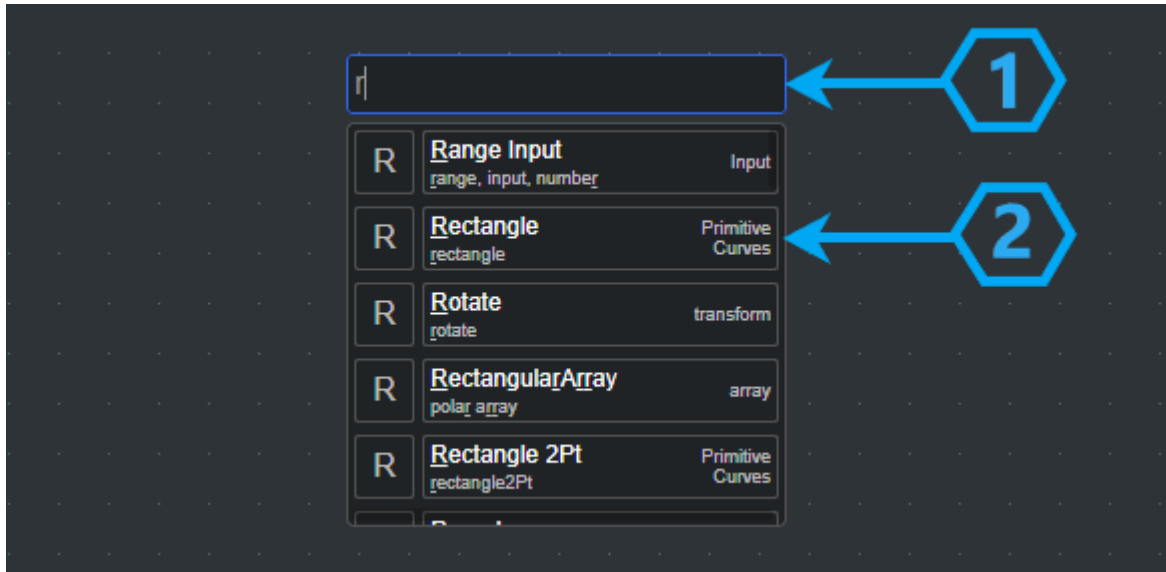 r
1
R
Range Input
range, input, number
Input
R
Rectangle
rectangle
Primitive
Curves
2
R
Rotate
rotate
transform
R
RectangularArray
polar array
array
R
Rectangle 2Pt
rectangle2Pt
Primitive
Curves